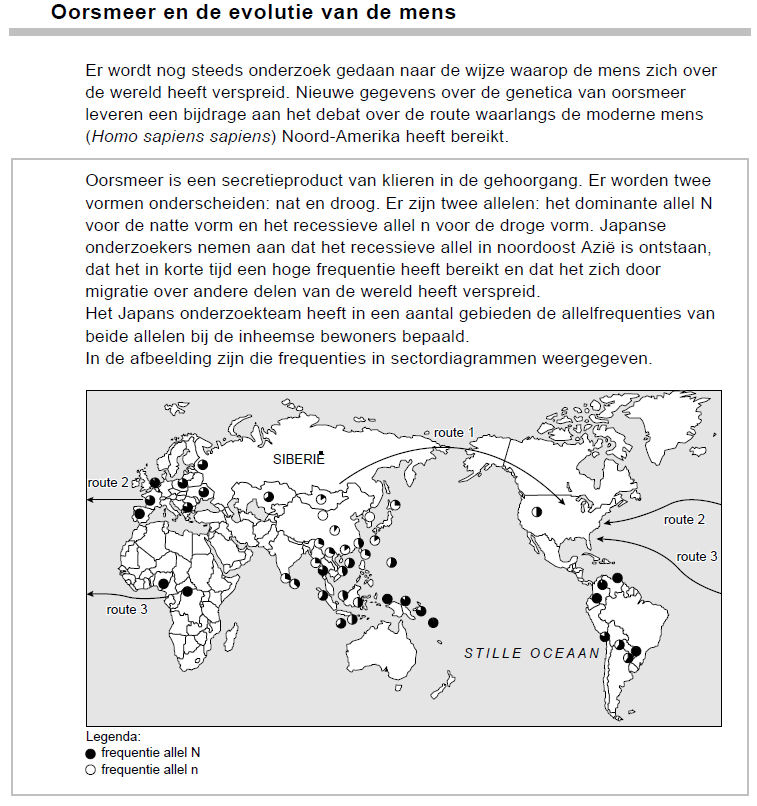 Oorsmeer en de evolutie van de mens
Er wordt nog steeds onderzoek gedaan naar de wijze waarop de mens zich over
de wereld heeft verspreid. Nieuwe gegevens over de genetica van oorsmeer
leveren een bijdrage aan het debat over de route waarlangs de moderne mens
(Homo sapiens sapiens) Noord-Amerika heeft bereikt.
Oorsmeer is een secretieproduct van klieren in de gehoorgang. Er worden twee
vormen onderscheiden: nat en droog. Er zijn twee allelen: het dominante allel N
voor de natte vorm en het recessieve allel n voor de droge vorm. Japanse
onderzoekers nemen aan dat het recessieve allel in noordoost Azië is ontstaan,
dat het in korte tijd een hoge frequentie heeft bereikt en dat het zich door
migratie over andere delen van de wereld heeft verspreid.
Het Japans onderzoekteam heeft in een aantal gebieden de allelfrequenties van
beide allelen bij de inheemse bewoners bepaald.
In de afbeelding zijn die frequenties in sectordiagrammen weergegeven.
route 1
SIBERIË
route 2
route 2
route 3
route 3
STILLE OCEAAN
Legenda:
frequentie allel N
frequentie allel n